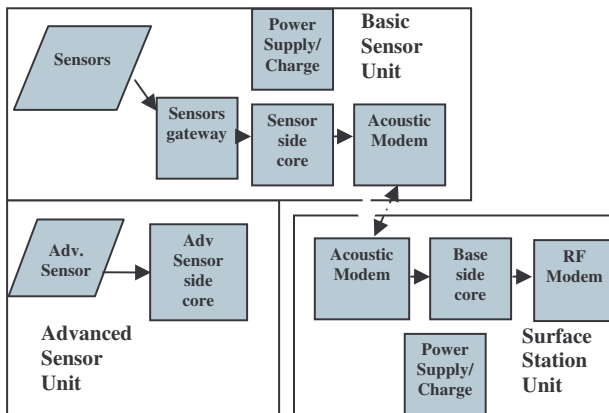 Power
Supply/
Charge
Basic
Sensor
Unit
Sensors
Sensors
gateway
Sensor
side
core
Acoustic
Modem
Adv.
Sensor
Adv
Sensor
side
core
Advanced
Sensor
Unit
Acoustic
Modem
Base
side
core
RF
Modem
Power
Supply/
Charge
Surface
Station
Unit